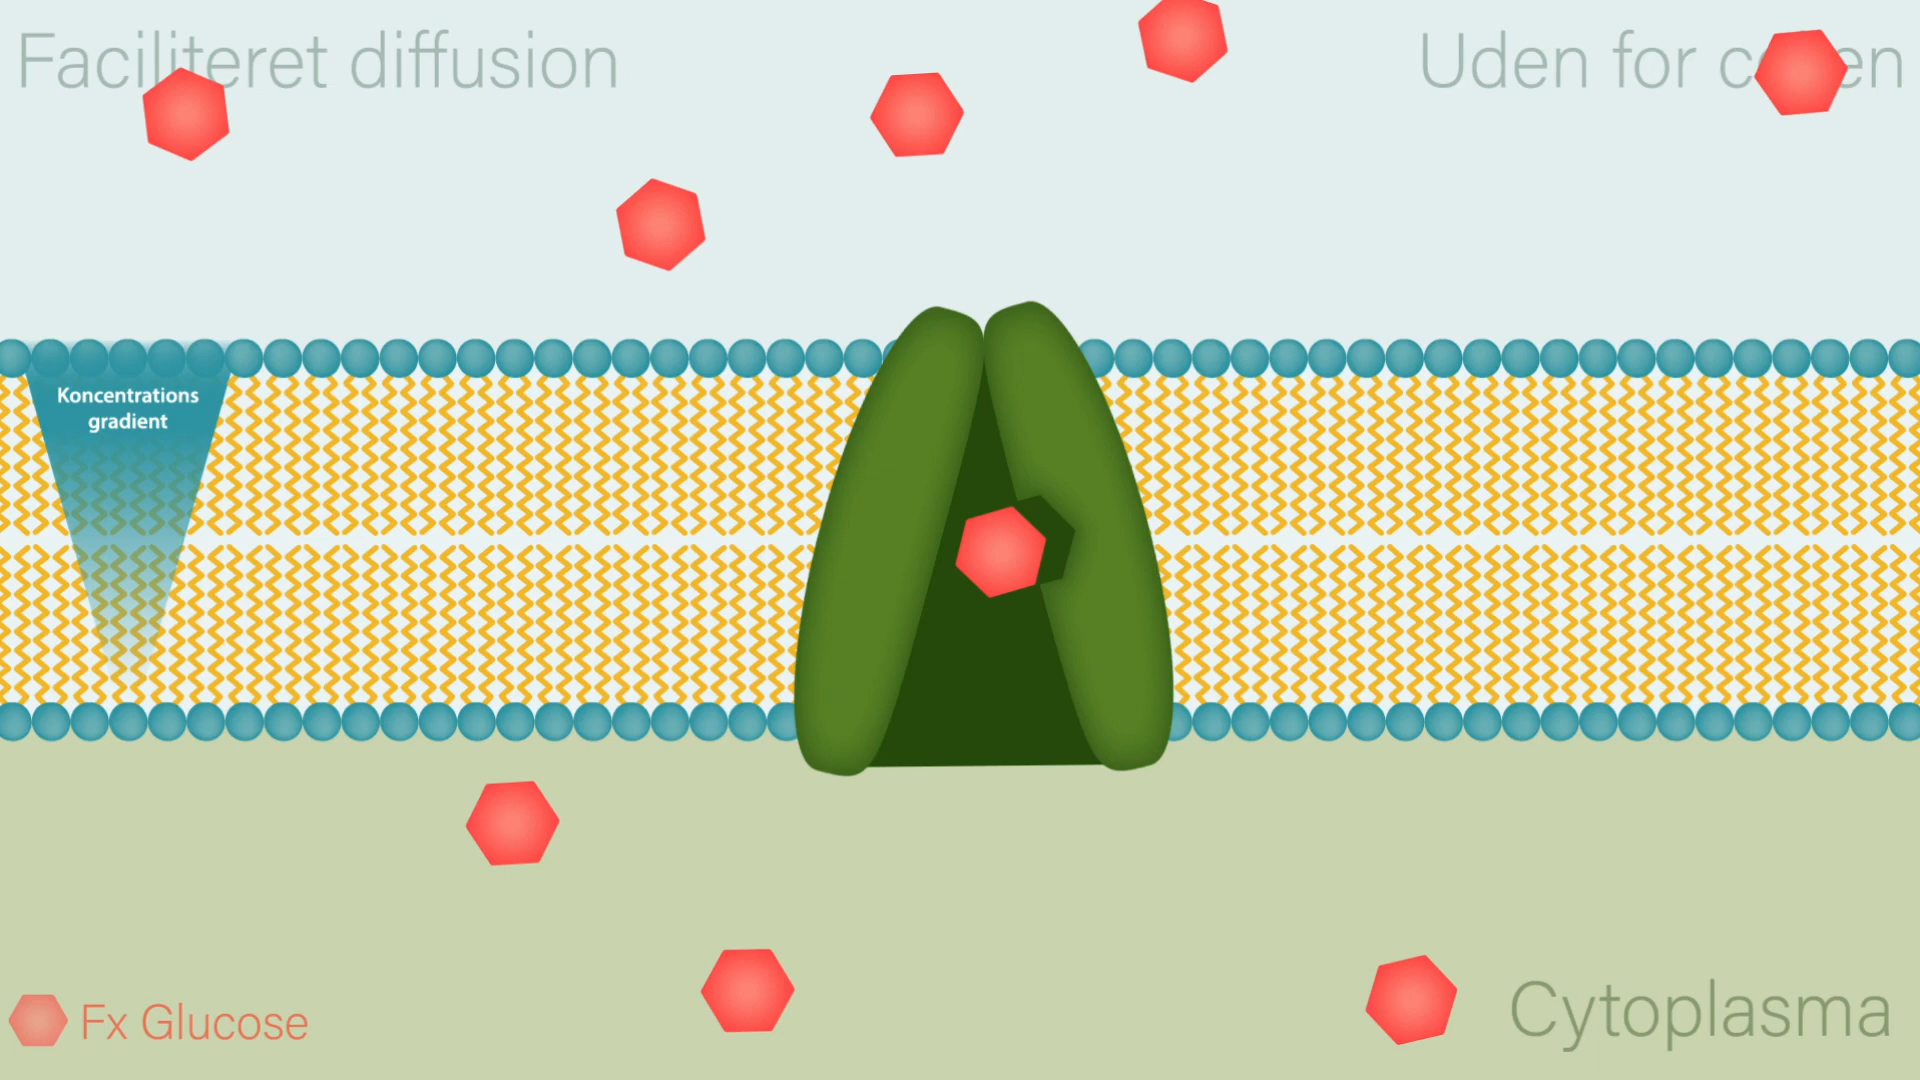 Faciliteret diffusion
Uden for
Koncentrations
gradient
Fx Glucose
Cytoplasma